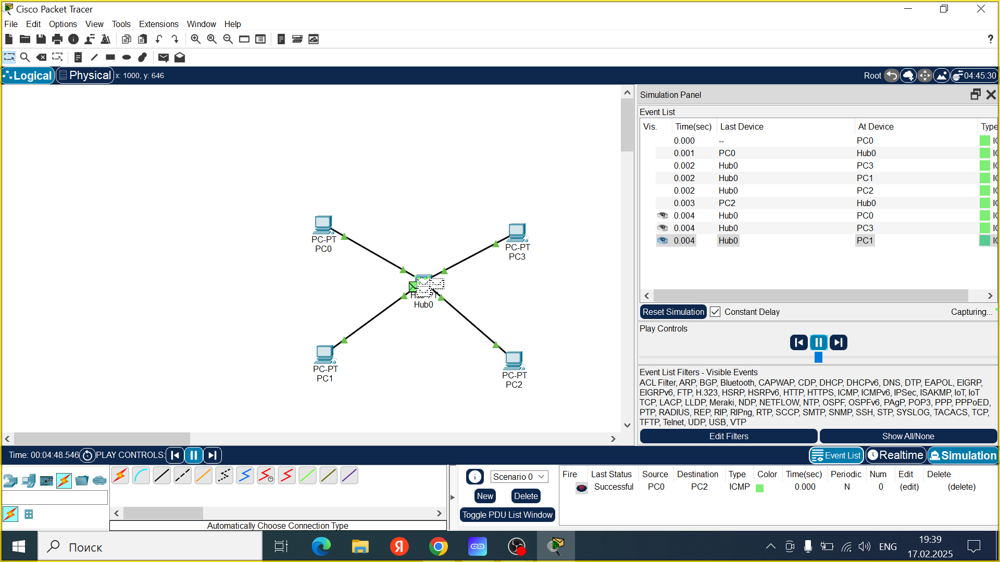 Cisco Packet Tracer
File Edit Options View Tools Extensions Window Help
Logical Physical x: 1000, y: 646 Root 04:45:30
Simulation Panel
Event List
Vis. Time(sec) Last Device At Device Type
0.000 -- PC0
0.001 PC0 Hub0
0.002 Hub0 PC3
0.002 Hub0 PC1
0.002 Hub0 PC2
0.003 PC2 Hub0
0.004 Hub0 PC0
0.004 Hub0 PC3
0.004 Hub0 PC1
PC-PT
PC0
PC-PT
PC3
Hub0
PC-PT
PC1
PC-PT
PC2
Reset Simulation Constant Delay Capturing...
Play Controls
Event List Filters - Visible Events
ACL Filter, ARP, BGP, Bluetooth, CAPWAP, CDP, DHCP, DHCPv6, DNS, DTP, EAPOL, EIGRP,
EIGRPv6, FTP, H.323, HSRP, HSRPv6, HTTP, HTTPS, ICMP, ICMPv6, IPSec, ISAKMP, IoT, IoT
TCP, LACP, LLDP, Meraki, NDP, NETFLOW, NTP, OSPF, OSPFv6, PAgP, POP3, PPP, PPPoED,
PTP, RADIUS, REP, RIP, RIPng, RTP, SCCP, SMTP, SNMP, SSH, STP, SYSLOG, TACACS, TCP,
TFTP, Telnet, UDP, USB, VTP
Edit Filters Show All/None
Time: 00:04:48.546 PLAY CONTROLS: Event List Realtime Simulation
Scenario 0
New Delete
Toggle PDU List Window
Fire Last Status Source Destination Type Color Time(sec) Periodic Num Edit Delete
Successful PC0 PC2 ICMP 0.000 N 0 (edit) (delete)
Automatically Choose Connection Type
Поиск
ENG
19:39
17.02.2025